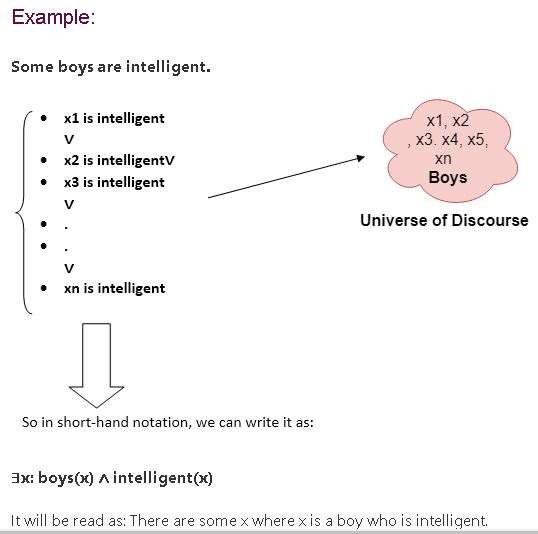 Example:
Some boys are intelligent.
• x1 is intelligent
V
• x2 is intelligentV
• x3 is intelligent
V
• .
• .
V
• xn is intelligent
x1, x2
, x3. x4, x5,
xn
Boys
Universe of Discourse
So in short-hand notation, we can write it as:
∃x: boys(x) ∧ intelligent(x)
It will be read as: There are some x where x is a boy who is intelligent.